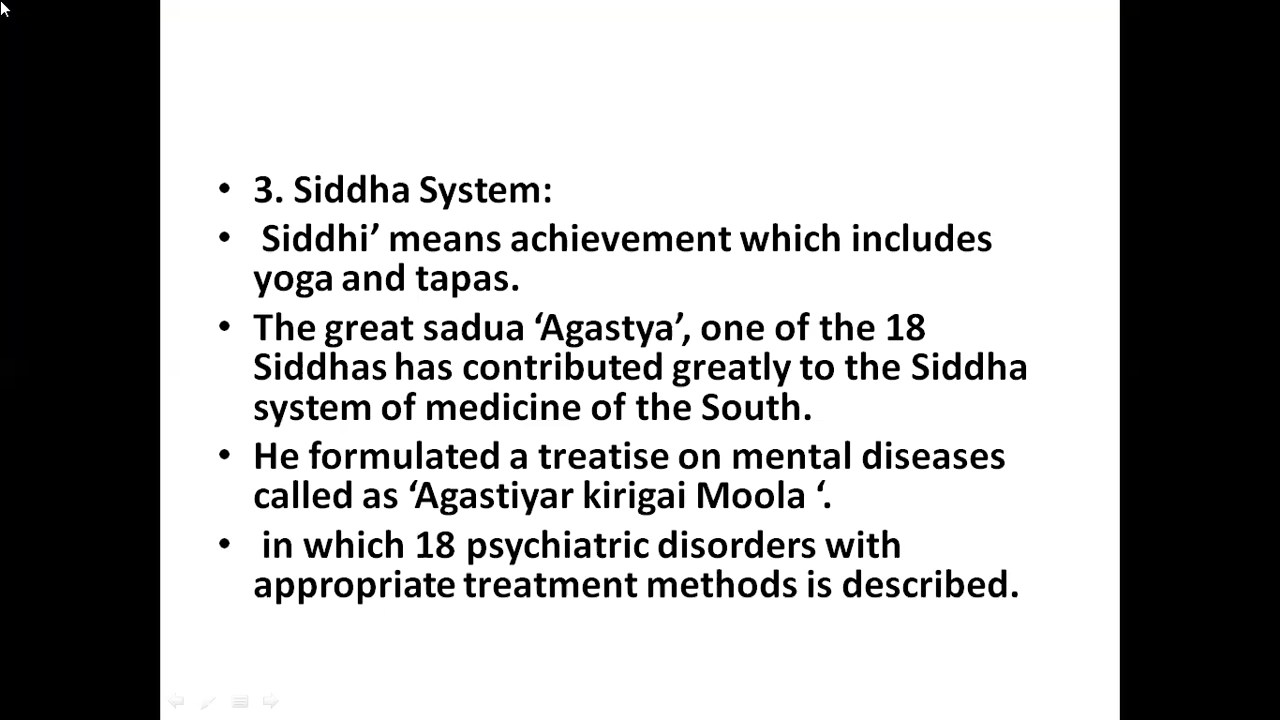 • 3. Siddha System:
• Siddhi’ means achievement which includes
yoga and tapas.
• The great sadua ‘Agastya’, one of the 18
Siddhas has contributed greatly to the Siddha
system of medicine of the South.
• He formulated a treatise on mental diseases
called as ‘Agastiyar kirigai Moola ‘.
• in which 18 psychiatric disorders with
appropriate treatment methods is described.